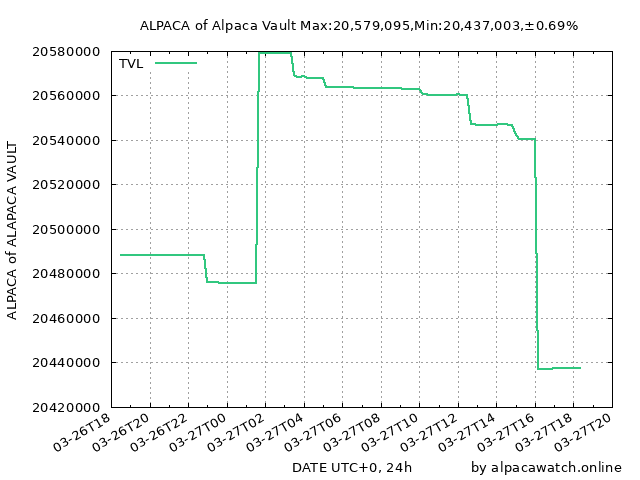 ALPACA of Alpaca Vault Max:20,579,095,Min:20,437,003,±0.69%
TVL
20580000
20560000
20540000
20520000
20500000
20480000
20460000
20440000
20420000
ALPACA of ALAPACA VAULT
03-26T18
03-26T20
03-26T22
03-27T00
03-27T02
03-27T04
03-27T06
03-27T08
03-27T10
03-27T12
03-27T14
03-27T16
03-27T18
03-27T20
DATE UTC+0, 24h
by alpacawatch.online